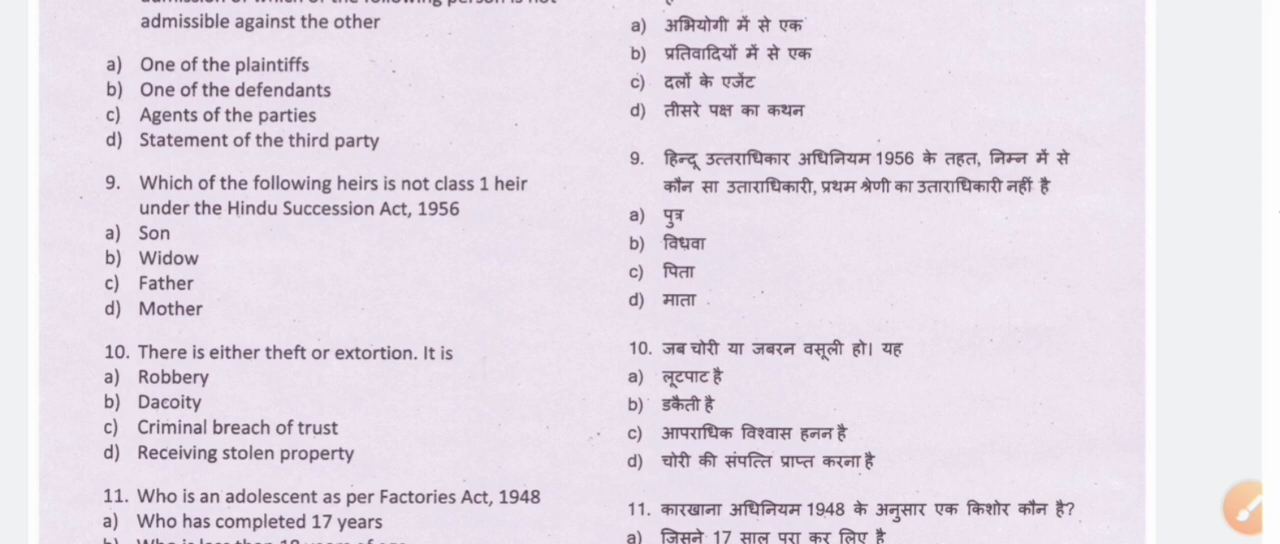 admissible against the other
a) One of the plaintiffs
b) One of the defendants
c) Agents of the parties
d) Statement of the third party
9. Which of the following heirs is not class 1 heir
under the Hindu Succession Act, 1956
a) Son
b) Widow
c) Father
d) Mother
10. There is either theft or extortion. It is
a) Robbery
b) Dacoity
c) Criminal breach of trust
d) Receiving stolen property
11. Who is an adolescent as per Factories Act, 1948
a) Who has completed 17 years
a) अभियोगी में से एक
b) प्रतिवादियों में से एक
c) दलों के एजेंट
d) तीसरे पक्ष का कथन
9. हिन्दू उत्तराधिकार अधिनियम 1956 के तहत, निम्न में से
कौन सा उताराधिकारी, प्रथम श्रेणी का उताराधिकारी नहीं है
a) पुत्र
b) विधवा
c) पिता
d) माता
10. जब चोरी या जबरन वसूली हो। यह
a) लूटपाट है
b) डकैती है
c) आपराधिक विश्वास हनन है
d) चोरी की संपत्ति प्राप्त करना है
11. कारखाना अधिनियम 1948 के अनुसार एक किशोर कौन है?
a) जिसने 17 साल पूरा कर लिए है